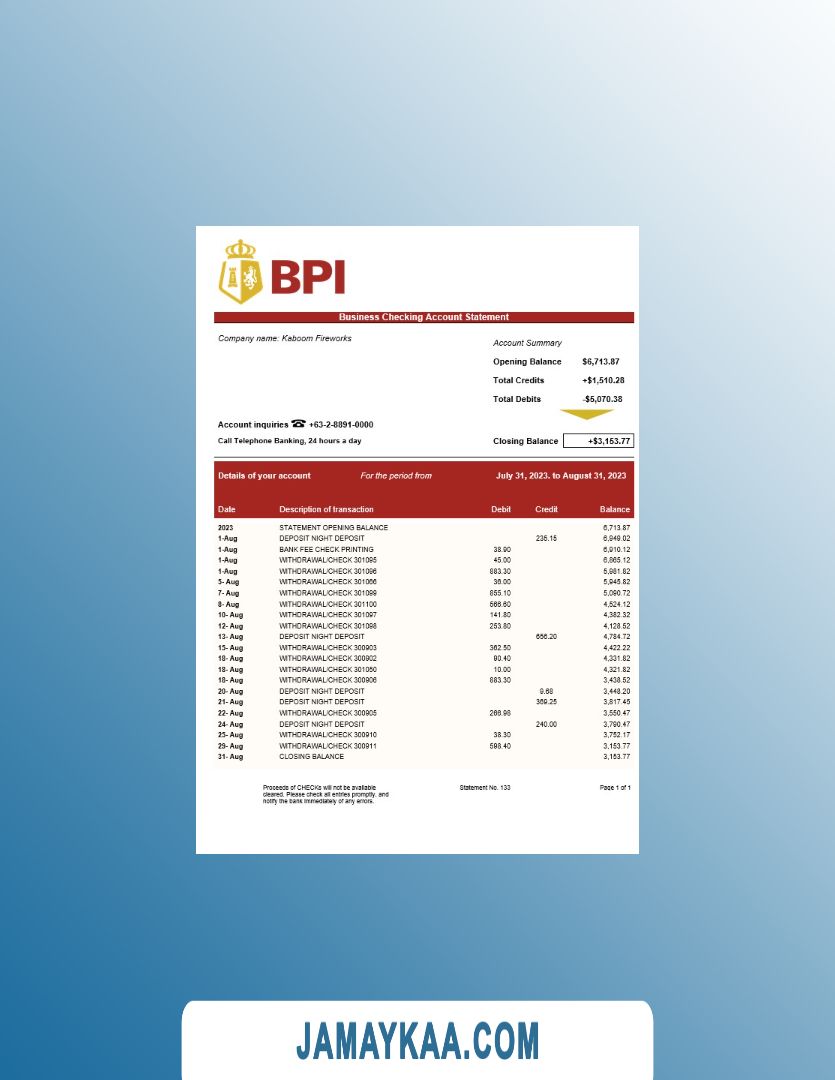 BPI
Business Checking Account Statement
Company name: Kaboom Fireworks
Account Summary
Opening Balance $6,713.87
Total Credits +$1,510.28
Total Debits -$5,070.38
Account inquiries ☎ +63-2-8891-0000
Call Telephone Banking, 24 hours a day
Closing Balance +$3,153.77
Details of your account For the period from July 31, 2023. to August 31, 2023
Date Description of transaction Debit Credit Balance
2023 STATEMENT OPENING BALANCE 6,713.87
1-Aug DEPOSIT NIGHT DEPOSIT 235.15 6,949.02
1-Aug BANK FEE CHECK PRINTING 38.90 6,910.12
1-Aug WITHDRAWAL/CHECK 301095 45.00 6,865.12
1-Aug WITHDRAWAL/CHECK 301096 883.30 5,981.82
5- Aug WITHDRAWAL/CHECK 301066 36.00 5,945.82
7- Aug WITHDRAWAL/CHECK 301099 855.10 5,090.72
8- Aug WITHDRAWAL/CHECK 301100 566.60 4,524.12
10- Aug WITHDRAWAL/CHECK 301097 141.80 4,382.32
12- Aug WITHDRAWAL/CHECK 301098 253.80 4,128.52
13- Aug DEPOSIT NIGHT DEPOSIT 656.20 4,784.72
15- Aug WITHDRAWAL/CHECK 300903 362.50 4,422.22
18- Aug WITHDRAWAL/CHECK 300902 90.40 4,331.82
18- Aug WITHDRAWAL/CHECK 301050 10.00 4,321.82
18- Aug WITHDRAWAL/CHECK 300906 883.30 3,438.52
20- Aug DEPOSIT NIGHT DEPOSIT 9.68 3,448.20
21- Aug DEPOSIT NIGHT DEPOSIT 369.25 3,817.45
22- Aug WITHDRAWAL/CHECK 300905 266.98 3,550.47
24- Aug DEPOSIT NIGHT DEPOSIT 240.00 3,790.47
25- Aug WITHDRAWAL/CHECK 300910 38.30 3,752.17
29- Aug WITHDRAWAL/CHECK 300911 598.40 3,153.77
31- Aug CLOSING BALANCE 3,153.77
Proceeds of CHECKs will not be available Statement No. 133 Page 1 of 1
cleared. Please check all entries promptly, and
notify the bank immediately of any errors.
JAMAYKAA.COM